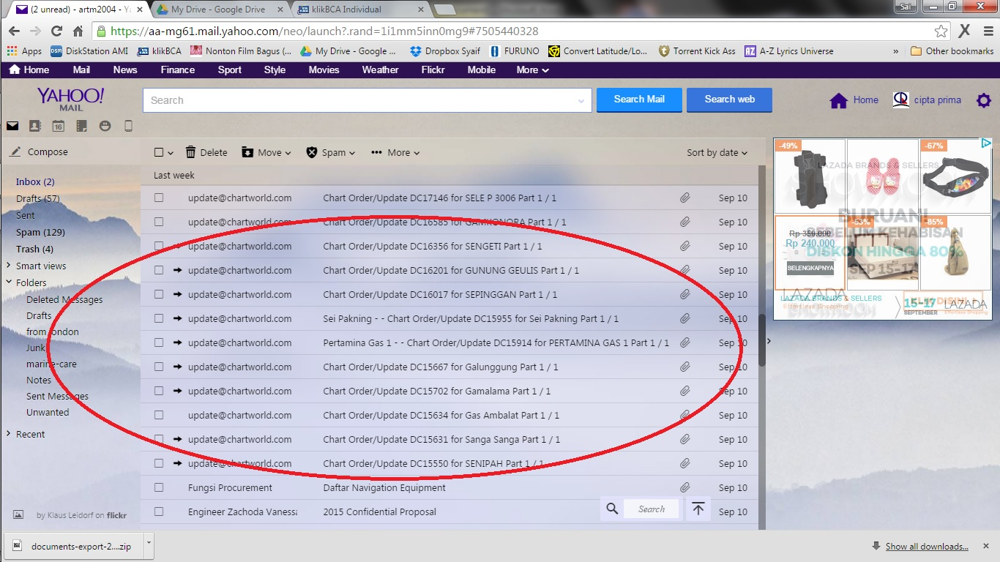 (2 unread) - artm2004 - Ya
My Drive - Google Drive
klikBCA Individual
Sai
https://aa-mg61.mail.yahoo.com/neo/launch?.rand=1i1mm5inn0mg9#7505440328
Apps DiskStation AMI klikBCA Nonton Film Bagus (... My Drive - Google ... Dropbox Syaif FURUNO Convert Latitude/Lo... Torrent Kick Ass A-Z Lyrics Universe » Other bookmarks
Home Mail News Finance Sport Style Movies Weather Flickr Mobile More
YAHOO!
MAIL
Search
Search Mail
Search web
Home
cipta prima
16
Compose
Delete Move Spam More Sort by date
Inbox (2)
Drafts (57)
Sent
Spam (129)
Trash (4)
Smart views
Folders
Deleted Messages
Drafts
from london
Junk
marine-care
Notes
Sent Messages
Unwanted
Recent
by Klaus Leidorf on flickr
Last week
update@chartworld.com Chart Order/Update DC17146 for SELE P 3006 Part 1 / 1 Sep 10
update@chartworld.com Chart Order/Update DC16585 for GAMKONORA Part 1 / 1 Sep 10
update@chartworld.com Chart Order/Update DC16356 for SENGETI Part 1 / 1 Sep 10
update@chartworld.com Chart Order/Update DC16201 for GUNUNG GEULIS Part 1 / 1 Sep 10
update@chartworld.com Chart Order/Update DC16017 for SEPINGGAN Part 1 / 1 Sep 10
update@chartworld.com Sei Pakning - - Chart Order/Update DC15955 for Sei Pakning Part 1 / 1 Sep 10
update@chartworld.com Pertamina Gas 1 - - Chart Order/Update DC15914 for PERTAMINA GAS 1 Part 1 / 1 Sep 10
update@chartworld.com Chart Order/Update DC15667 for Galunggung Part 1 / 1 Sep 10
update@chartworld.com Chart Order/Update DC15702 for Gamalama Part 1 / 1 Sep 10
update@chartworld.com Chart Order/Update DC15634 for Gas Ambalat Part 1 / 1 Sep 10
update@chartworld.com Chart Order/Update DC15631 for Sanga Sanga Part 1 / 1 Sep 10
update@chartworld.com Chart Order/Update DC15550 for SENIPAH Part 1 / 1 Sep 10
Fungsi Procurement Daftar Navigation Equipment Sep 10
Engineer Zachoda Vanessa 2015 Confidential Proposal Sep 10
Search
-49% -67%
LAZADA BRANDS & SELLERS
SHOWROOM
BURUAN!
-53% -85%
SEBELUM KEHABISAN
Rp 350.000
Rp 240.000
DISKON HINGGA 80%
SELENGKAPNYA
SEP 15-17
LAZADA
Effortless Shopping
LAZADA BRANDS & SELLERS
SHOWROOM
15-17
SEPTEMBER
LAZADA
Effortless Shopping
documents-export-2....zip
Show all downloads...